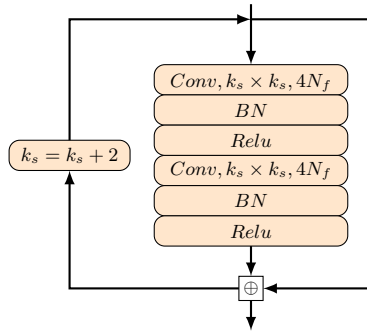 Conv, k_s × k_s, 4N_f
BN
Relu
k_s = k_s + 2
Conv, k_s × k_s, 4N_f
BN
Relu
⊕